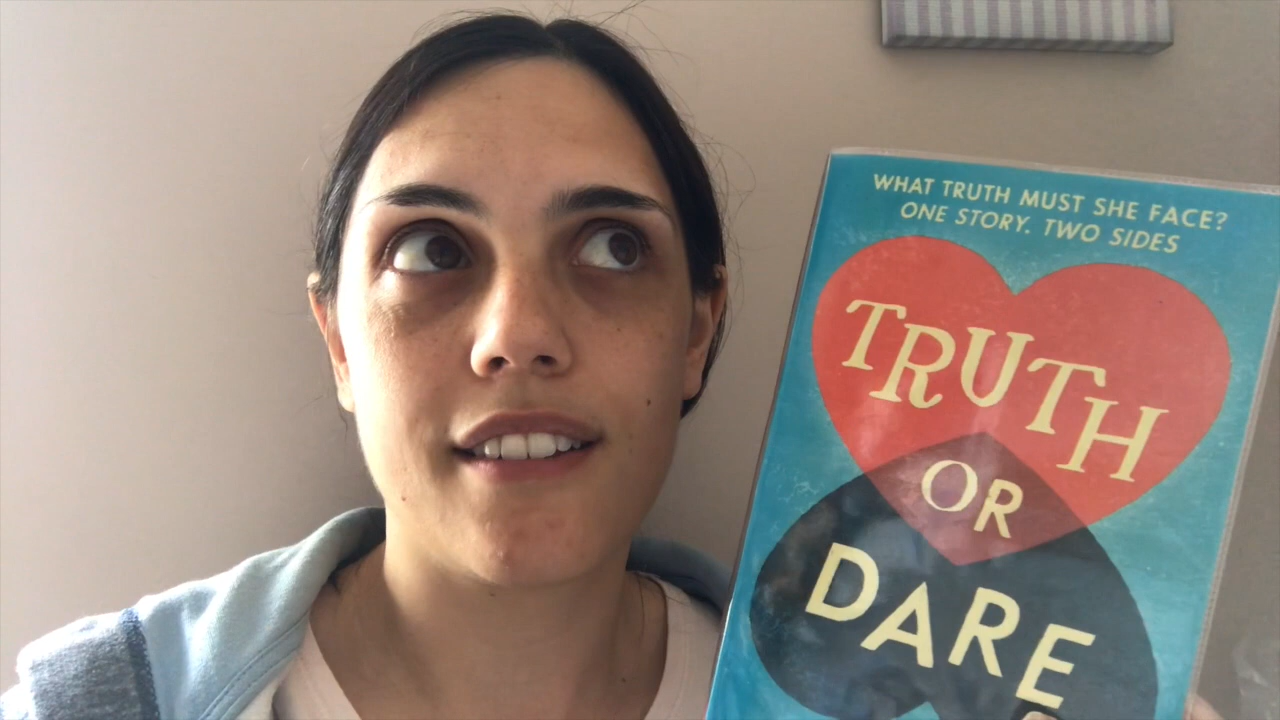 WHAT TRUTH MUST SHE FACE?
ONE STORY. TWO SIDES
TRUTH
OR
DARE